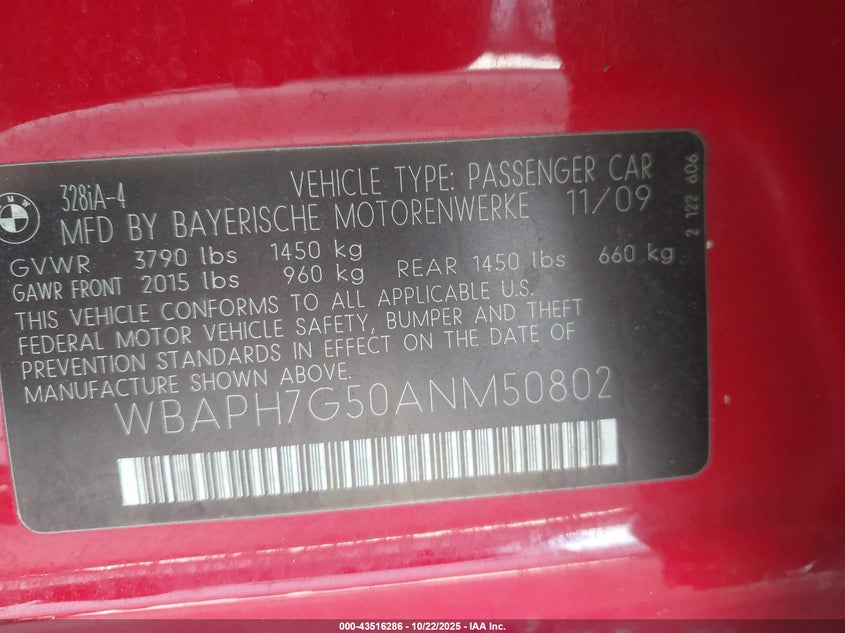 BMW
328iA-4
VEHICLE TYPE: PASSENGER CAR
MFD BY BAYERISCHE MOTORENWERKE 11/09
GVWR 3790 lbs 1450 kg
GAWR FRONT 2015 lbs 960 kg REAR 1450 lbs 660 kg
THIS VEHICLE CONFORMS TO ALL APPLICABLE U.S.
FEDERAL MOTOR VEHICLE SAFETY, BUMPER AND THEFT
PREVENTION STANDARDS IN EFFECT ON THE DATE OF
MANUFACTURE SHOWN ABOVE.
WBAPH7G50ANM50802
2 122 606
000-43516286 - 10/22/2025 - IAA Inc.